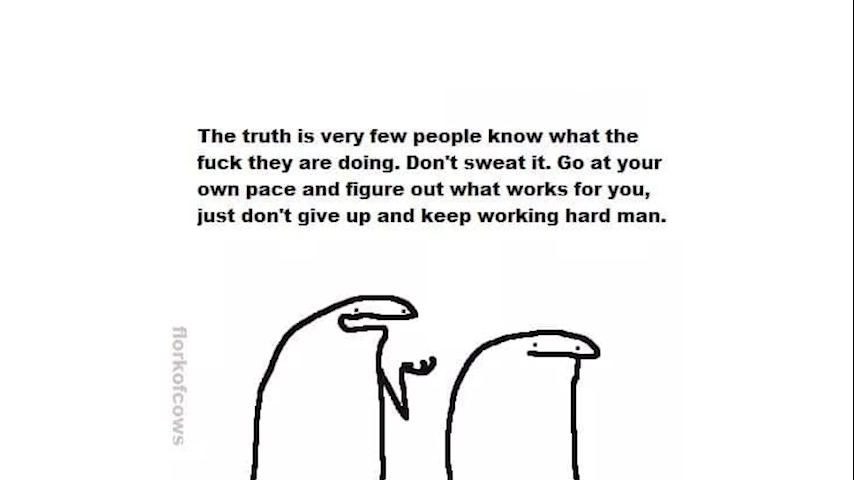 The truth is very few people know what the
fuck they are doing. Don't sweat it. Go at your
own pace and figure out what works for you,
just don't give up and keep working hard man.
florkofcows